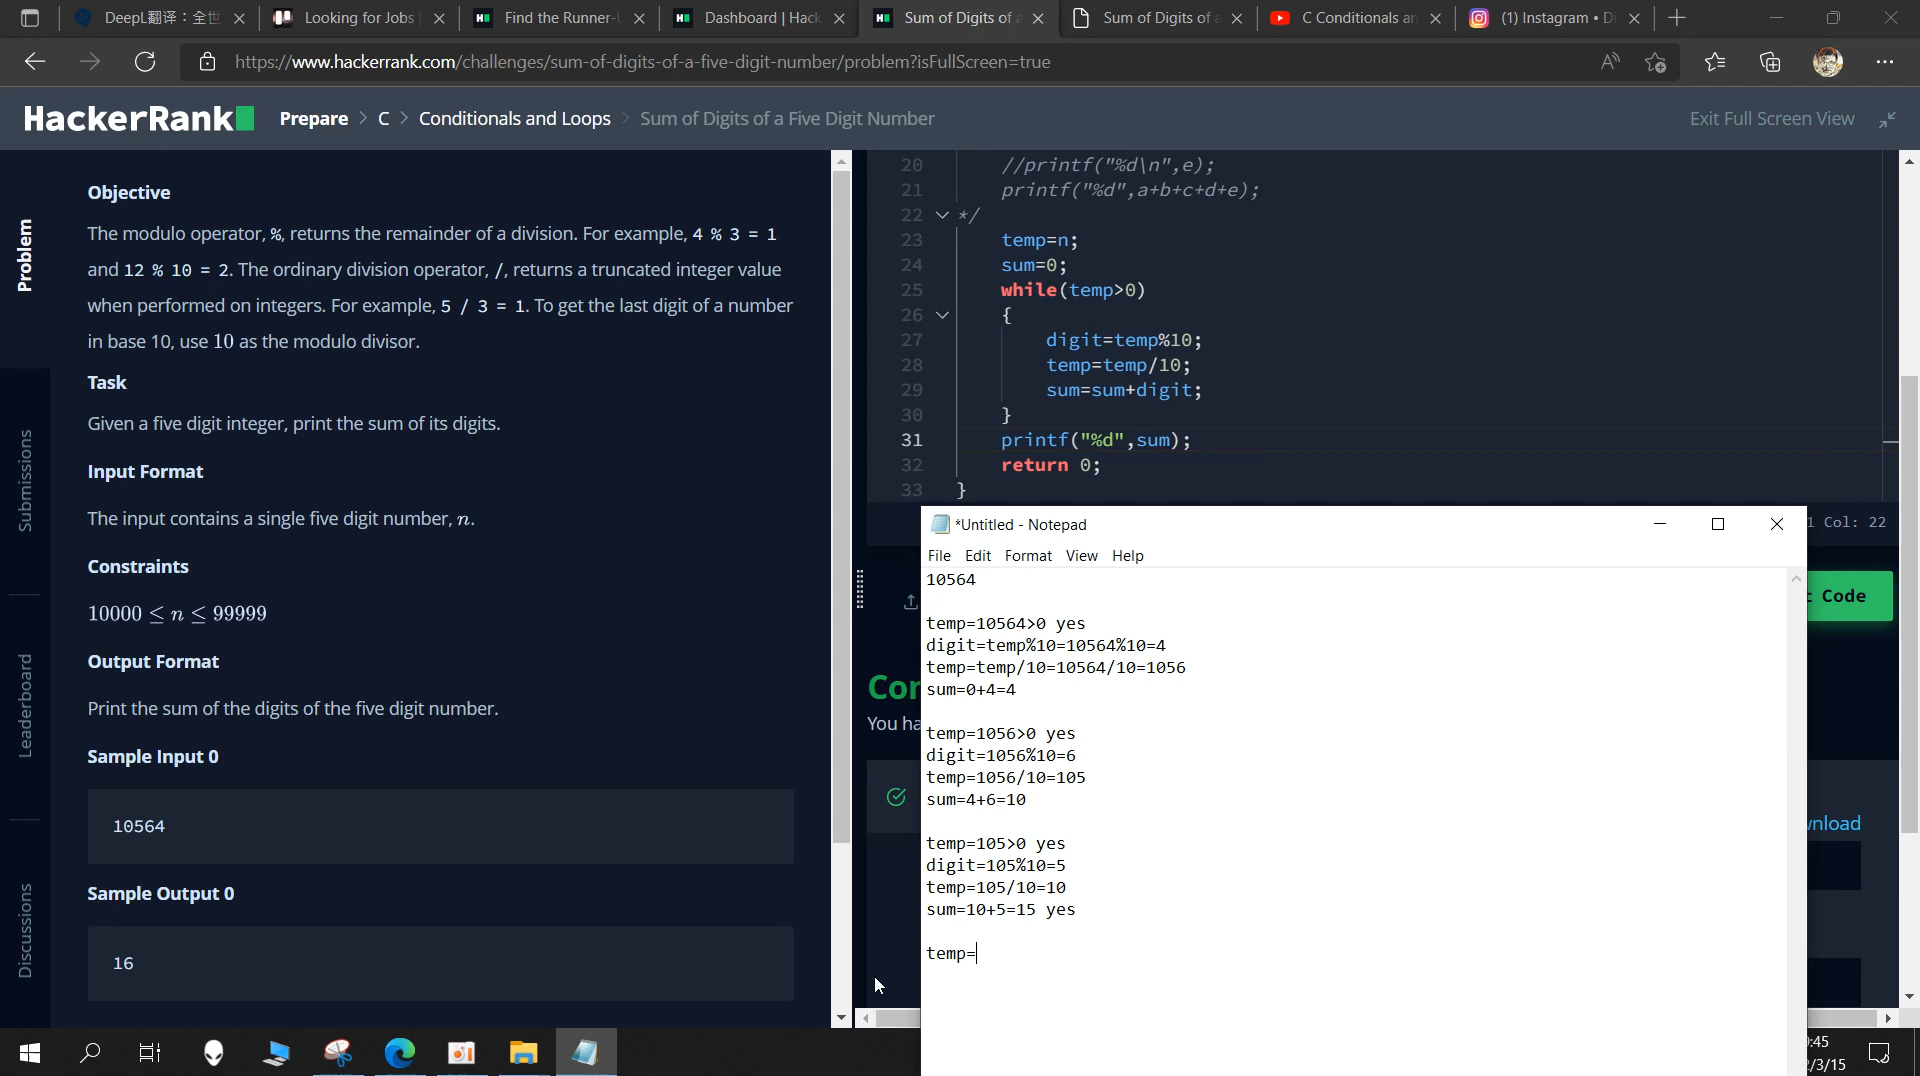 DeepL翻译：全世
Looking for Jobs
Find the Runner-U
Dashboard | Hack
Sum of Digits of a
Sum of Digits of a
C Conditionals an
(1) Instagram • Di
https://www.hackerrank.com/challenges/sum-of-digits-of-a-five-digit-number/problem?isFullScreen=true
HackerRank
Prepare > C > Conditionals and Loops > Sum of Digits of a Five Digit Number
Exit Full Screen View
Problem
Submissions
Leaderboard
Discussions
Objective
The modulo operator, %, returns the remainder of a division. For example, 4 % 3 = 1
and 12 % 10 = 2. The ordinary division operator, /, returns a truncated integer value
when performed on integers. For example, 5 / 3 = 1. To get the last digit of a number
in base 10, use 10 as the modulo divisor.
Task
Given a five digit integer, print the sum of its digits.
Input Format
The input contains a single five digit number, n.
Constraints
10000 ≤ n ≤ 99999
Output Format
Print the sum of the digits of the five digit number.
Sample Input 0
10564
Sample Output 0
16
20 //printf("%d\n",e);
21 printf("%d",a+b+c+d+e);
22 */
23 temp=n;
24 sum=0;
25 while(temp>0)
26 {
27 digit=temp%10;
28 temp=temp/10;
29 sum=sum+digit;
30 }
31 printf("%d",sum);
32 return 0;
33 }
1 Col: 22
Code
Con
You ha
wnload
*Untitled - Notepad
File Edit Format View Help
10564
temp=10564>0 yes
digit=temp%10=10564%10=4
temp=temp/10=10564/10=1056
sum=0+4=4
temp=1056>0 yes
digit=1056%10=6
temp=1056/10=105
sum=4+6=10
temp=105>0 yes
digit=105%10=5
temp=105/10=10
sum=10+5=15 yes
temp=
:45
/3/15